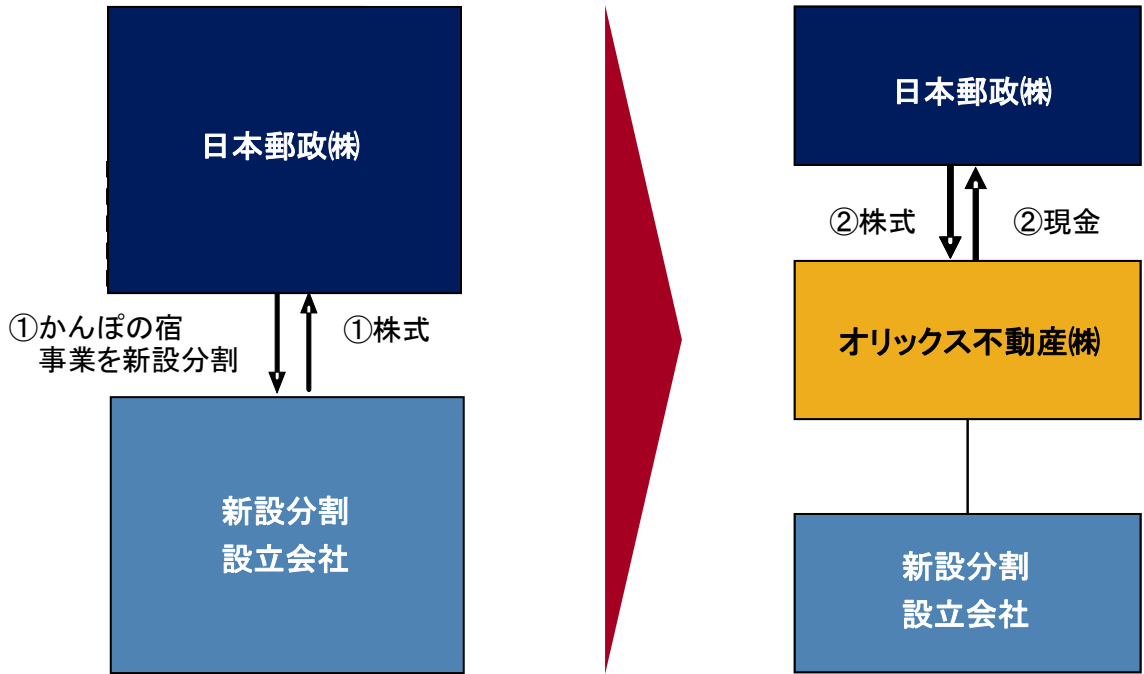 日本郵政㈱
①かんぽの宿
事業を新設分割
①株式
新設分割
設立会社
日本郵政㈱
②株式
②現金
オリックス不動産㈱
新設分割
設立会社